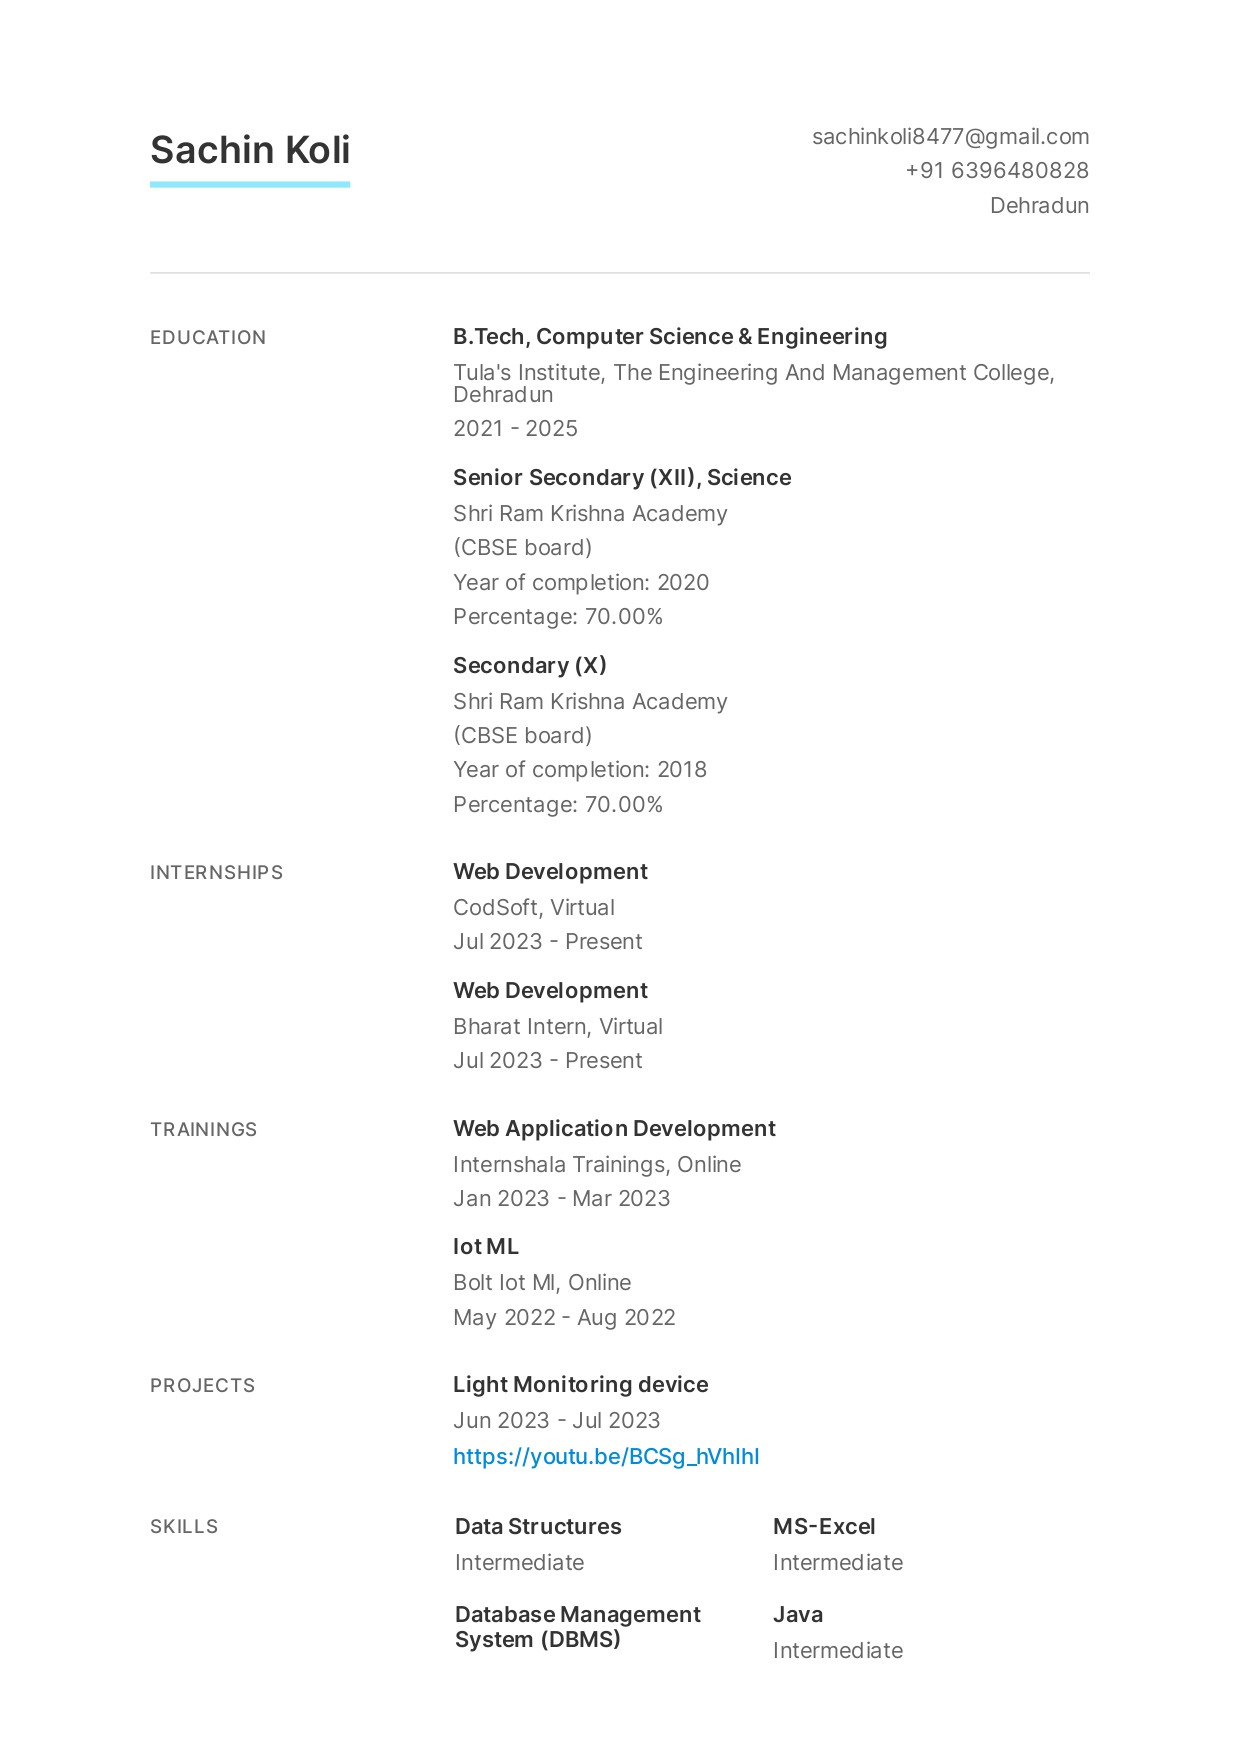 Sachin Koli
sachinkoli8477@gmail.com
+91 6396480828
Dehradun
EDUCATION
B.Tech, Computer Science & Engineering
Tula's Institute, The Engineering And Management College,
Dehradun
2021 - 2025
Senior Secondary (XII), Science
Shri Ram Krishna Academy
(CBSE board)
Year of completion: 2020
Percentage: 70.00%
Secondary (X)
Shri Ram Krishna Academy
(CBSE board)
Year of completion: 2018
Percentage: 70.00%
INTERNSHIPS
Web Development
CodSoft, Virtual
Jul 2023 - Present
Web Development
Bharat Intern, Virtual
Jul 2023 - Present
TRAININGS
Web Application Development
Internshala Trainings, Online
Jan 2023 - Mar 2023
Iot ML
Bolt Iot Ml, Online
May 2022 - Aug 2022
PROJECTS
Light Monitoring device
Jun 2023 - Jul 2023
https://youtu.be/BCSg_hVhlhI
SKILLS
Data Structures
Intermediate
MS-Excel
Intermediate
Database Management
System (DBMS)
Java
Intermediate